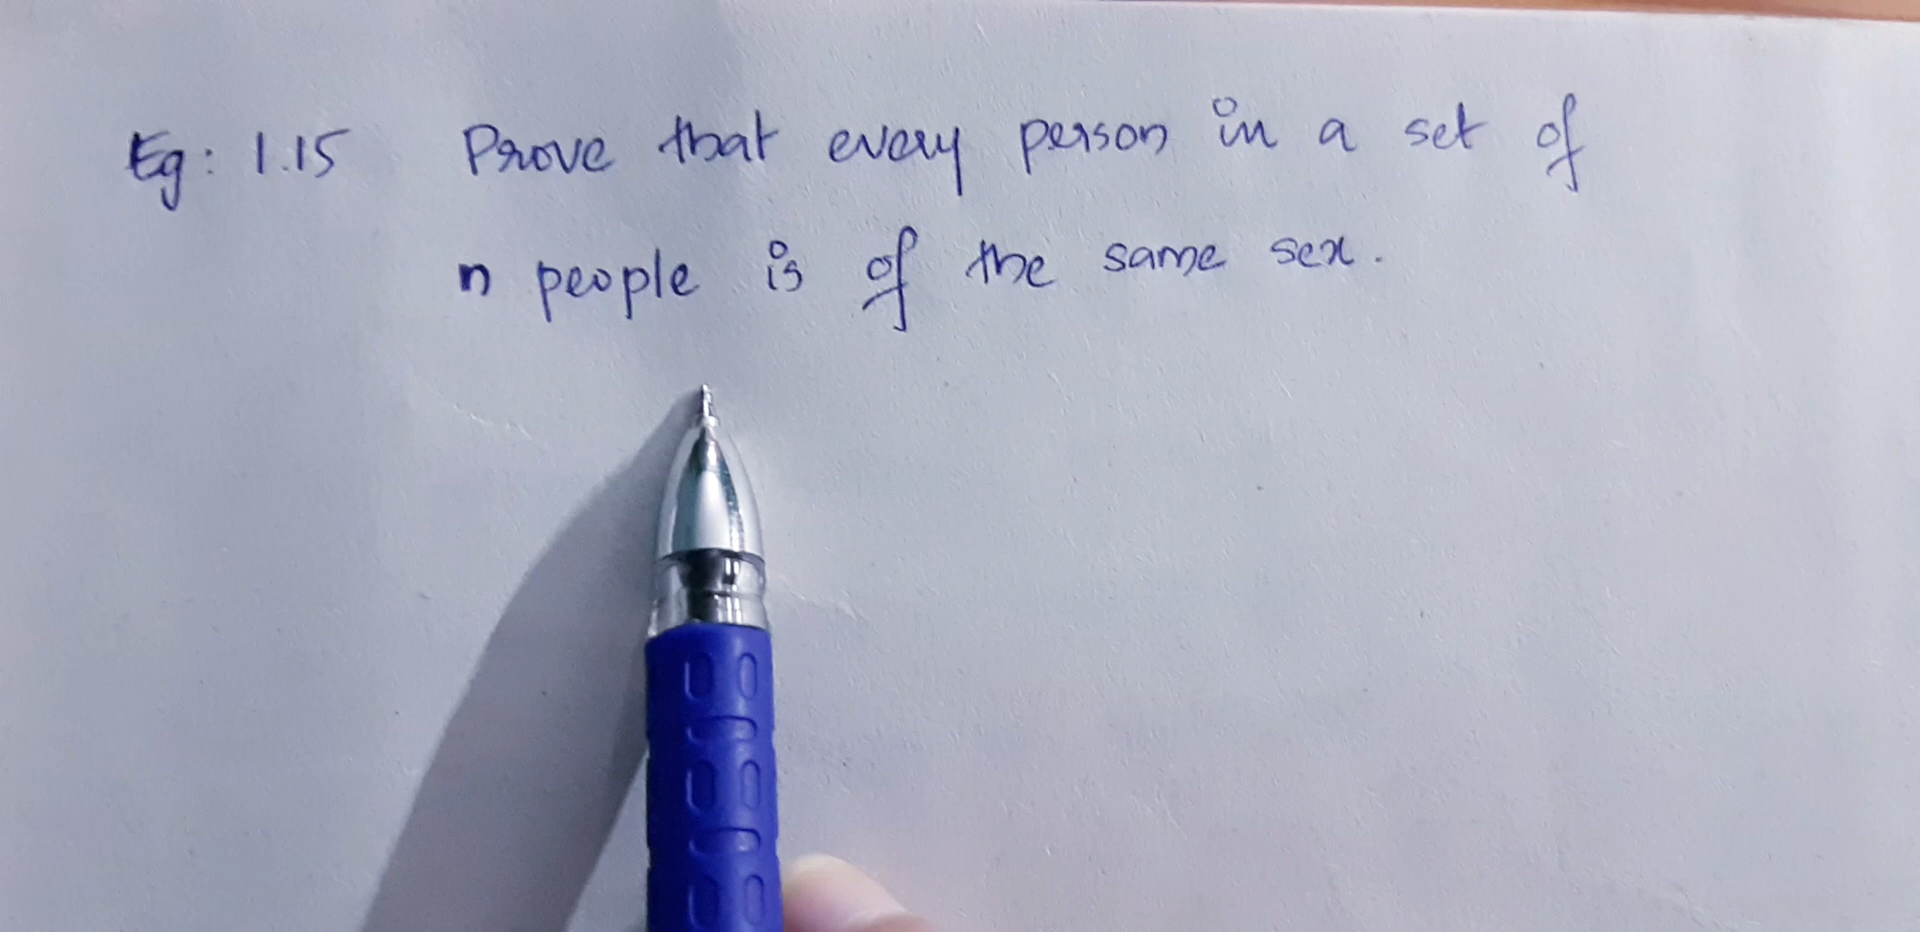 Eg: 1.15 Prove that every person in a set of
n people is of the same sex.